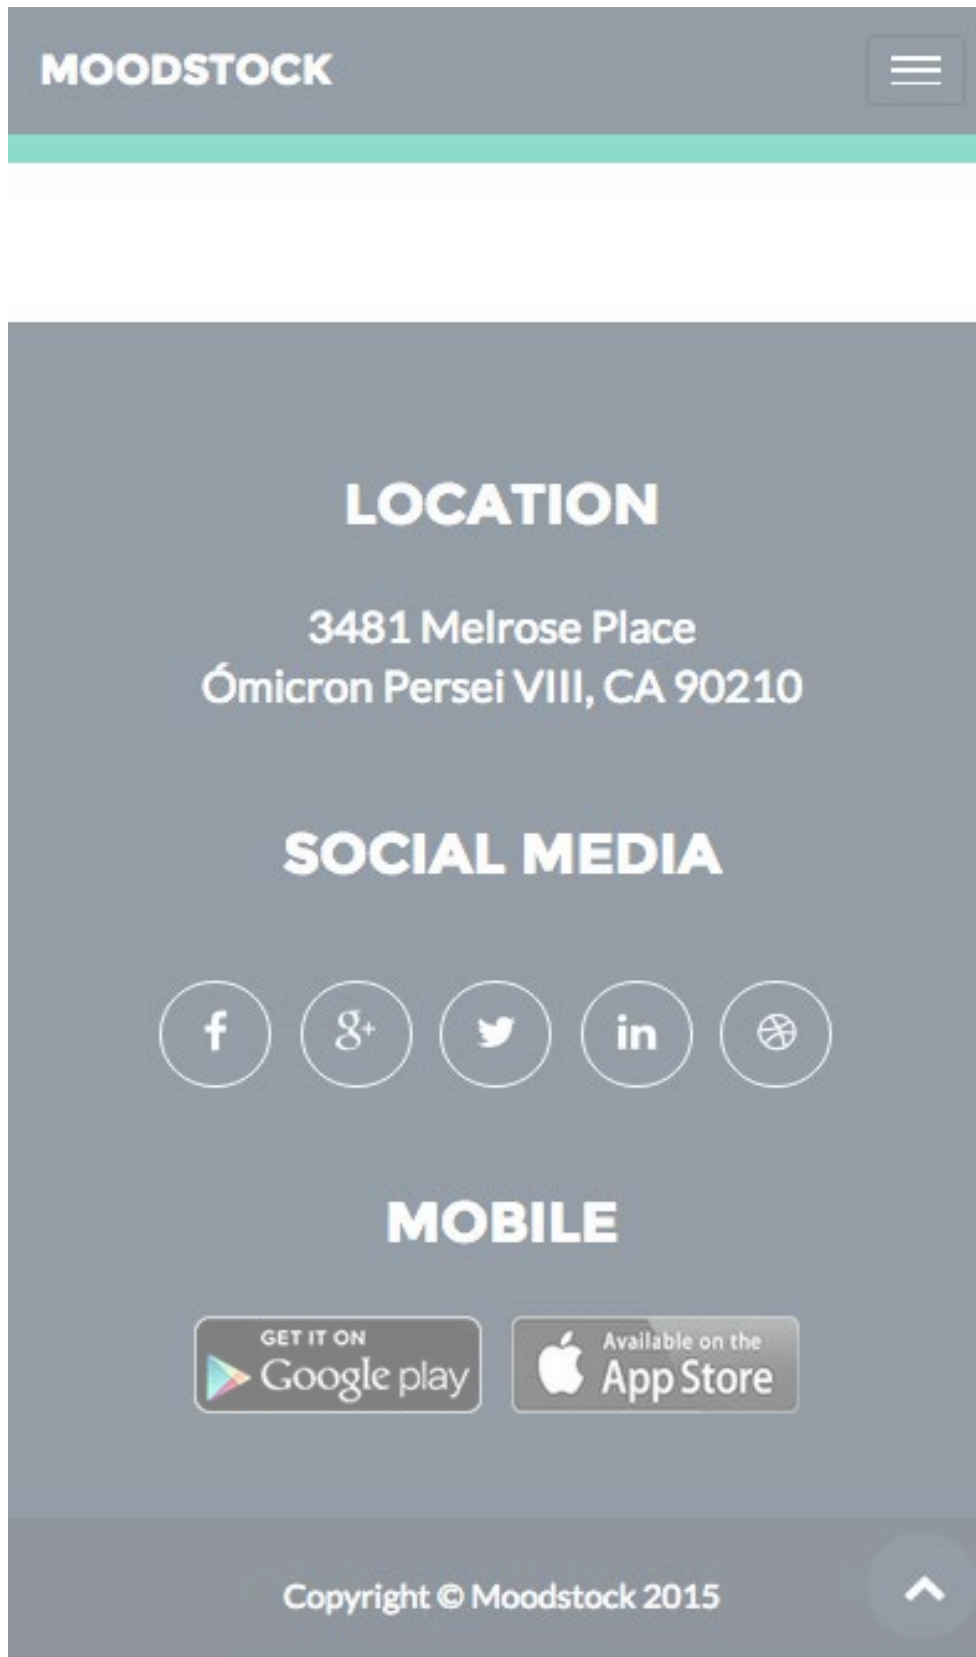 MOODSTOCK
LOCATION
3481 Melrose Place
Ómicron Persei VIII, CA 90210
SOCIAL MEDIA
f g+ in
MOBILE
GET IT ON
Google play
Available on the
App Store
Copyright © Moodstock 2015